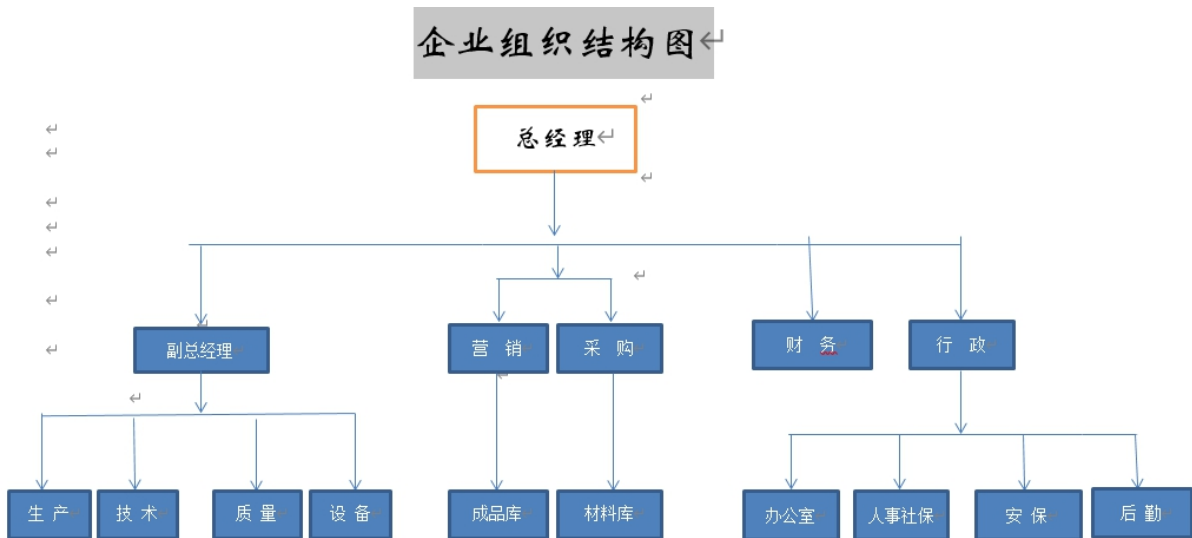 企业组织结构图
总经理
副总经理
营 销
采 购
财 务
行 政
生 产
技 术
质 量
设 备
成品库
材料库
办公室
人事社保
安 保
后 勤